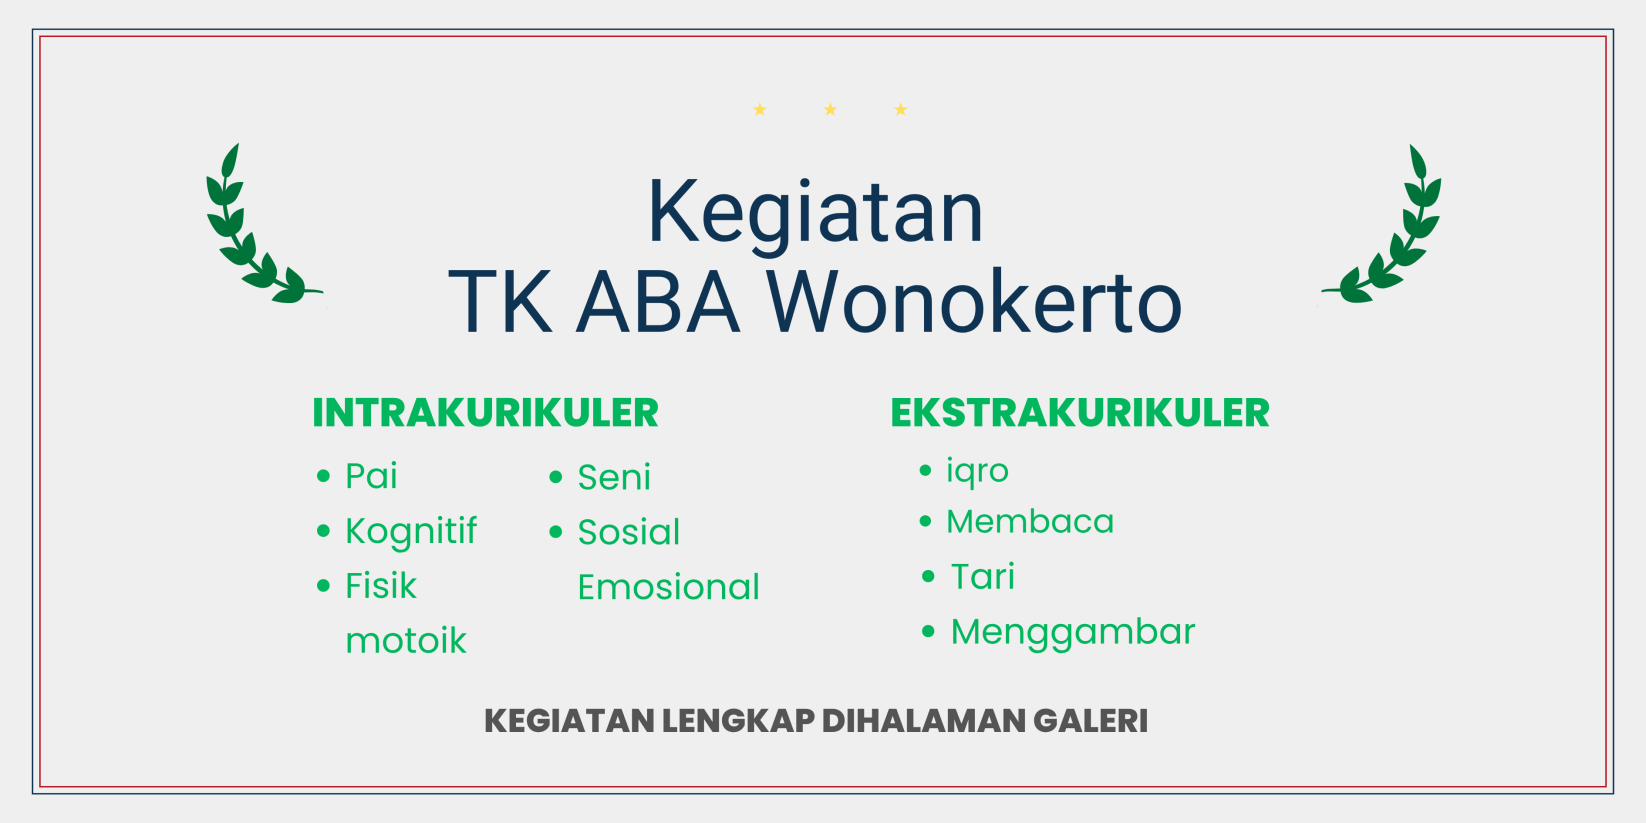 Kegiatan
TK ABA Wonokerto
INTRAKURIKULER
Pai
Kognitif
Fisik
motoik
Seni
Sosial
Emosional
EKSTRAKURIKULER
iqro
Membaca
Tari
Menggambar
KEGIATAN LENGKAP DIHALAMAN GALERI